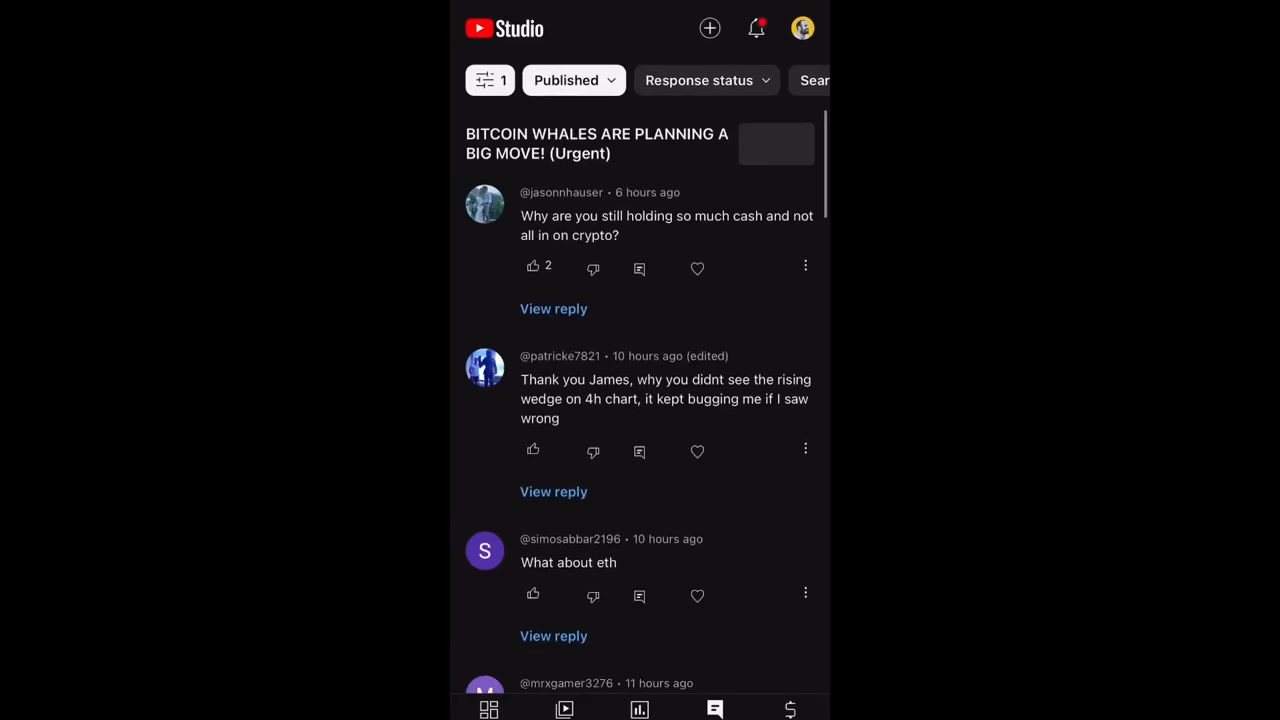 Studio
1
Published
Response status
Sear
BITCOIN WHALES ARE PLANNING A
BIG MOVE! (Urgent)
@jasonnhauser • 6 hours ago
Why are you still holding so much cash and not
all in on crypto?
2
View reply
@patricke7821 • 10 hours ago (edited)
Thank you James, why you didnt see the rising
wedge on 4h chart, it kept bugging me if I saw
wrong
View reply
S
@simosabbar2196 • 10 hours ago
What about eth
View reply
M
@mrxgamer3276 • 11 hours ago